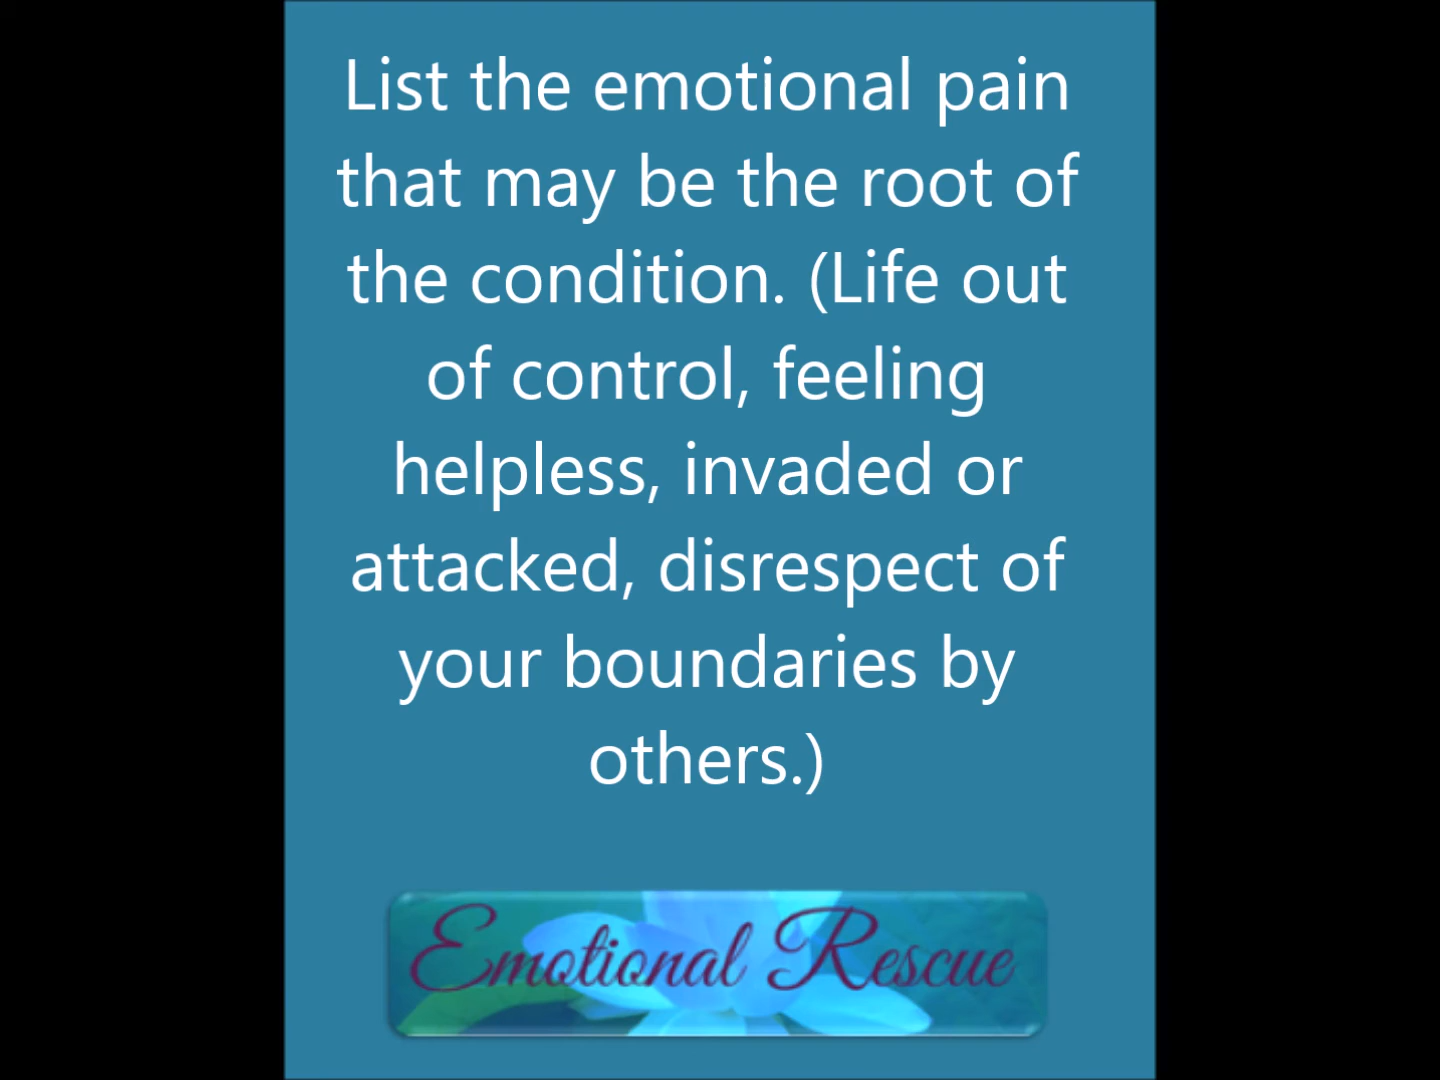 List the emotional pain
that may be the root of
the condition. (Life out
of control, feeling
helpless, invaded or
attacked, disrespect of
your boundaries by
others.)
Emotional Rescue